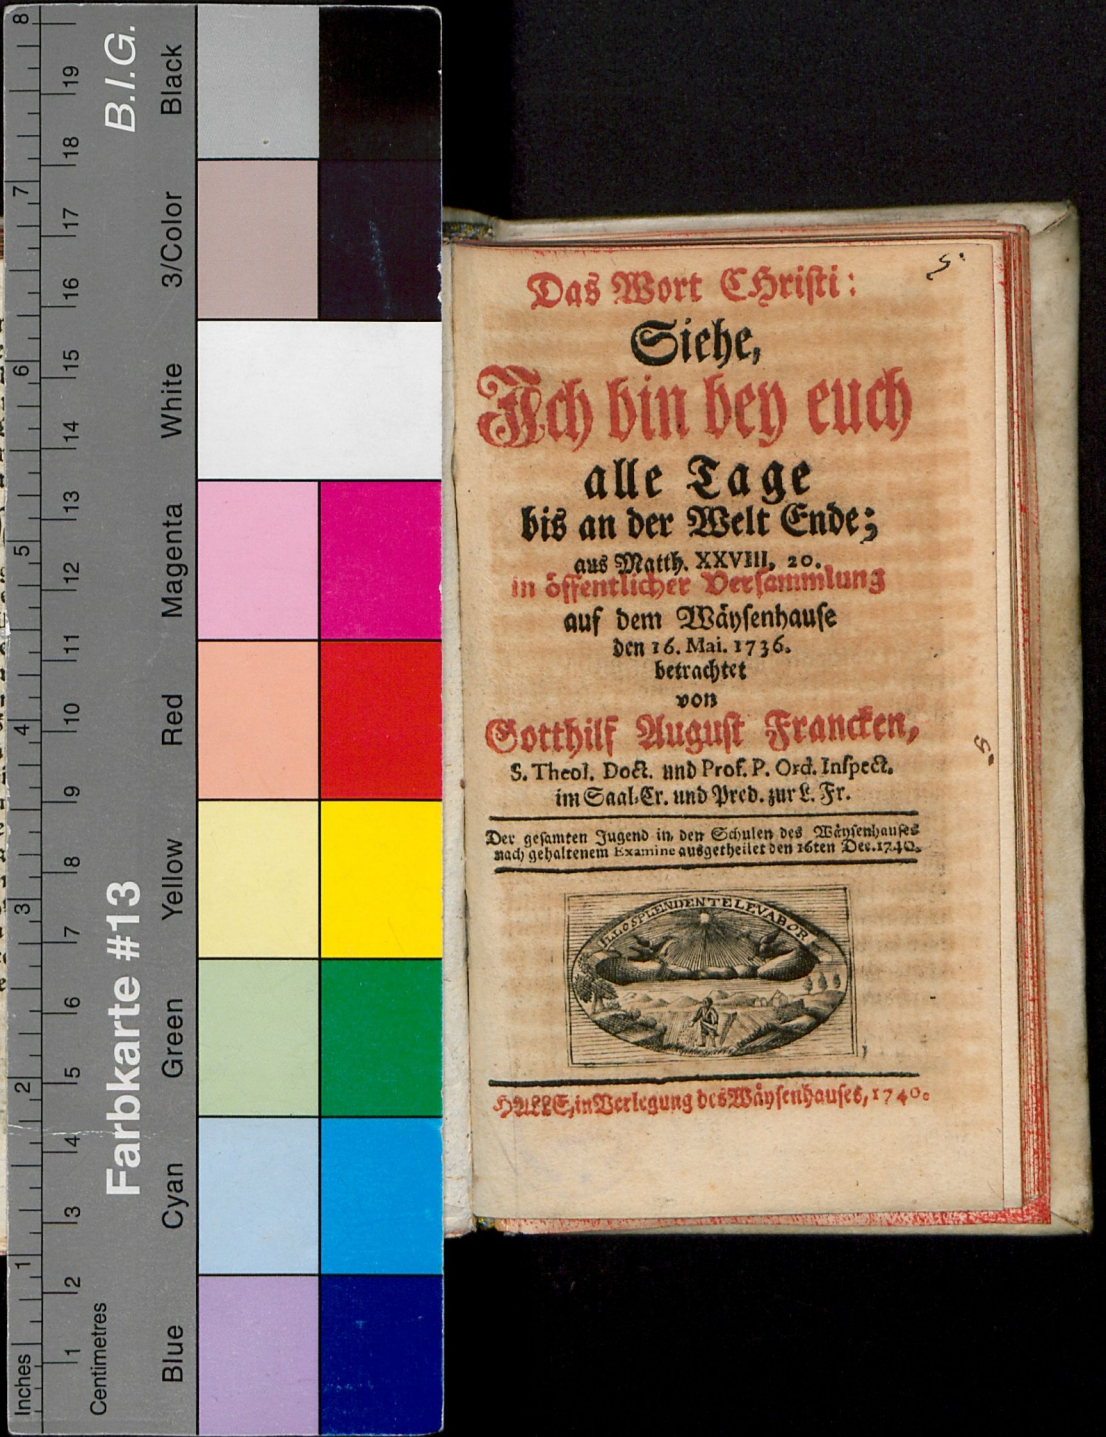 Das Wort CHristi:
Siehe,
Ich bin bey euch
alle Tage
bis an der Welt Ende;
aus Matth. XXVIII, 20.
in öffentlicher Versammlung
auf dem Wäysenhause
den 16. Mai. 1736.
betrachtet
von
Gotthilf August Francken,
S. Theol. Doct. und Prof. P. Ord. Inspect.
im Saal-Cr. und Pred. zur L. Fr.
Der gesamten Jugend in den Schulen des Wäysenhauses
nach gehaltenem Examine ausgetheilet den 16ten Dec. 1740.
ILLO SPLENDENTE LEVABOR
HALLE, in Verlegung des Wäysenhauses, 1740.
5.
Inches
1
2
3
4
5
6
7
8
Centimetres
1
2
3
4
5
6
7
8
9
10
11
12
13
14
15
16
17
18
19
Farbkarte #13
B.I.G.
Blue
Cyan
Green
Yellow
Red
Magenta
White
3/Color
Black